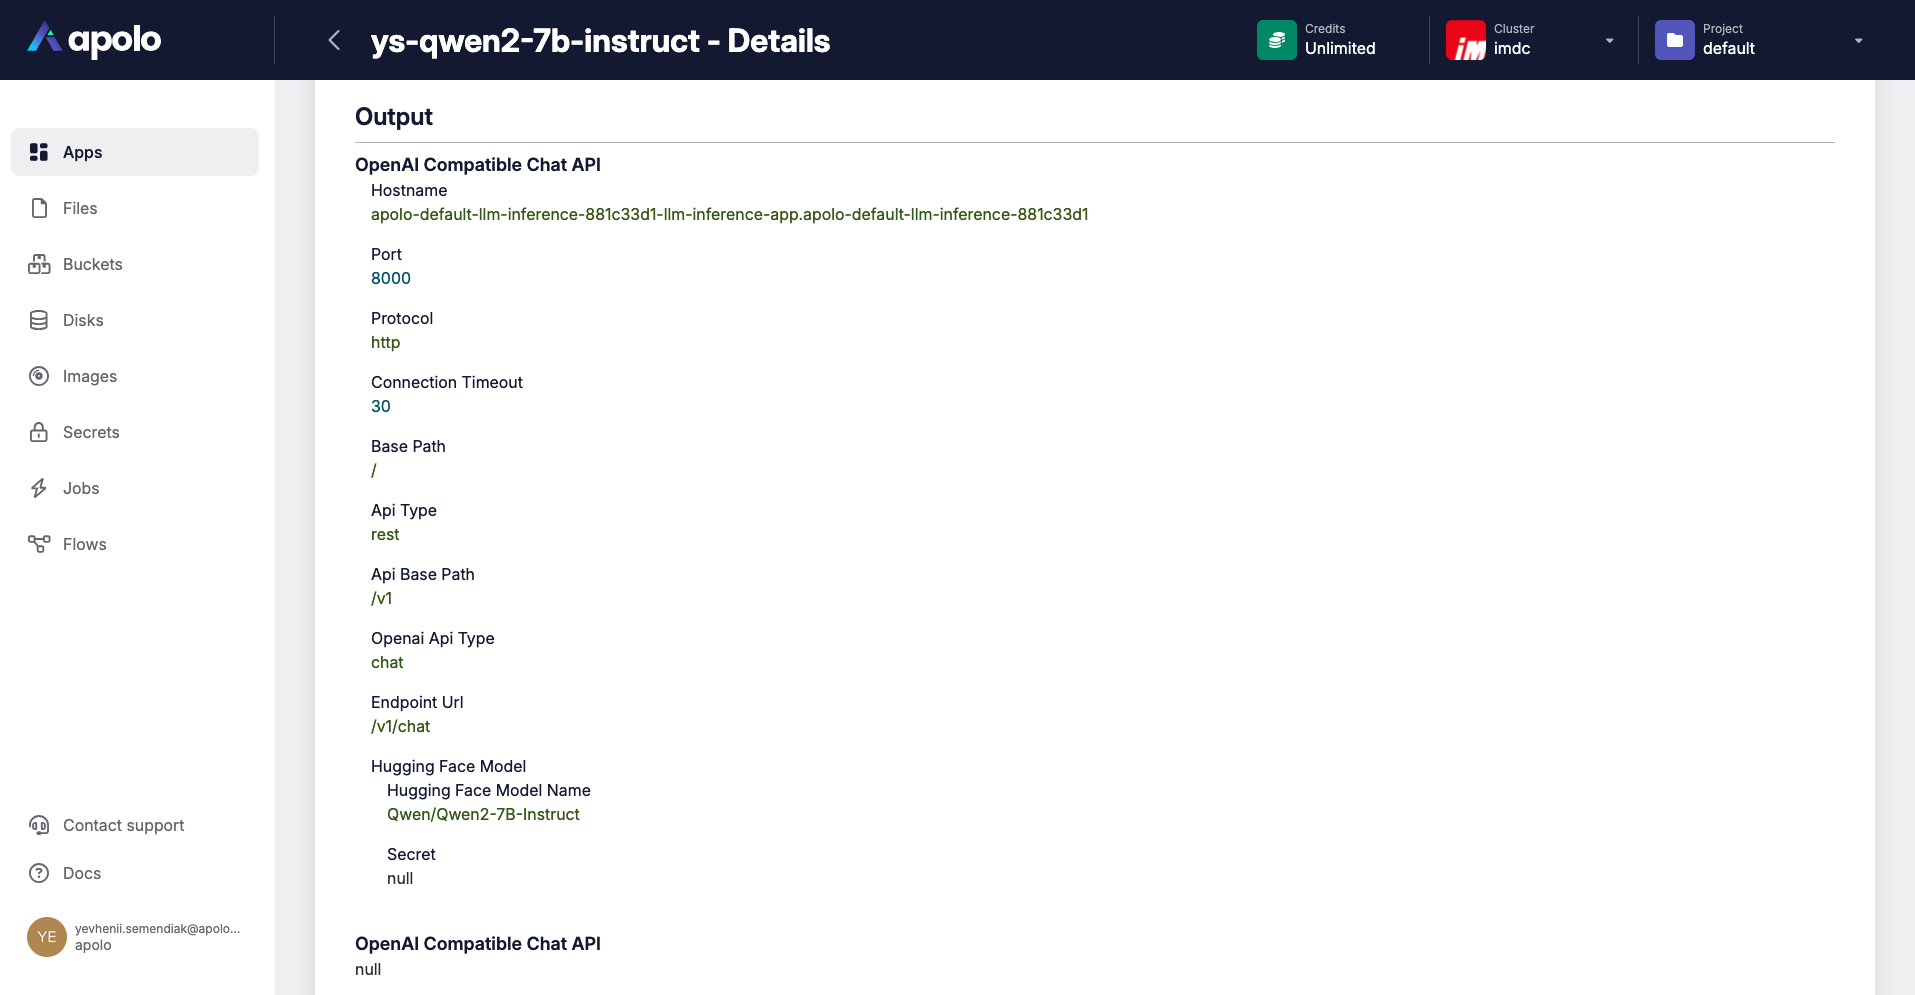 apolo
ys-qwen2-7b-instruct - Details
Credits
Unlimited
im
Cluster
imdc
Project
default
Apps
Files
Buckets
Disks
Images
Secrets
Jobs
Flows
Contact support
Docs
YE
yevhenii.semendiak@apolo...
apolo
Output
OpenAI Compatible Chat API
Hostname
apolo-default-llm-inference-881c33d1-llm-inference-app.apolo-default-llm-inference-881c33d1
Port
8000
Protocol
http
Connection Timeout
30
Base Path
/
Api Type
rest
Api Base Path
/v1
Openai Api Type
chat
Endpoint Url
/v1/chat
Hugging Face Model
Hugging Face Model Name
Qwen/Qwen2-7B-Instruct
Secret
null
OpenAI Compatible Chat API
null